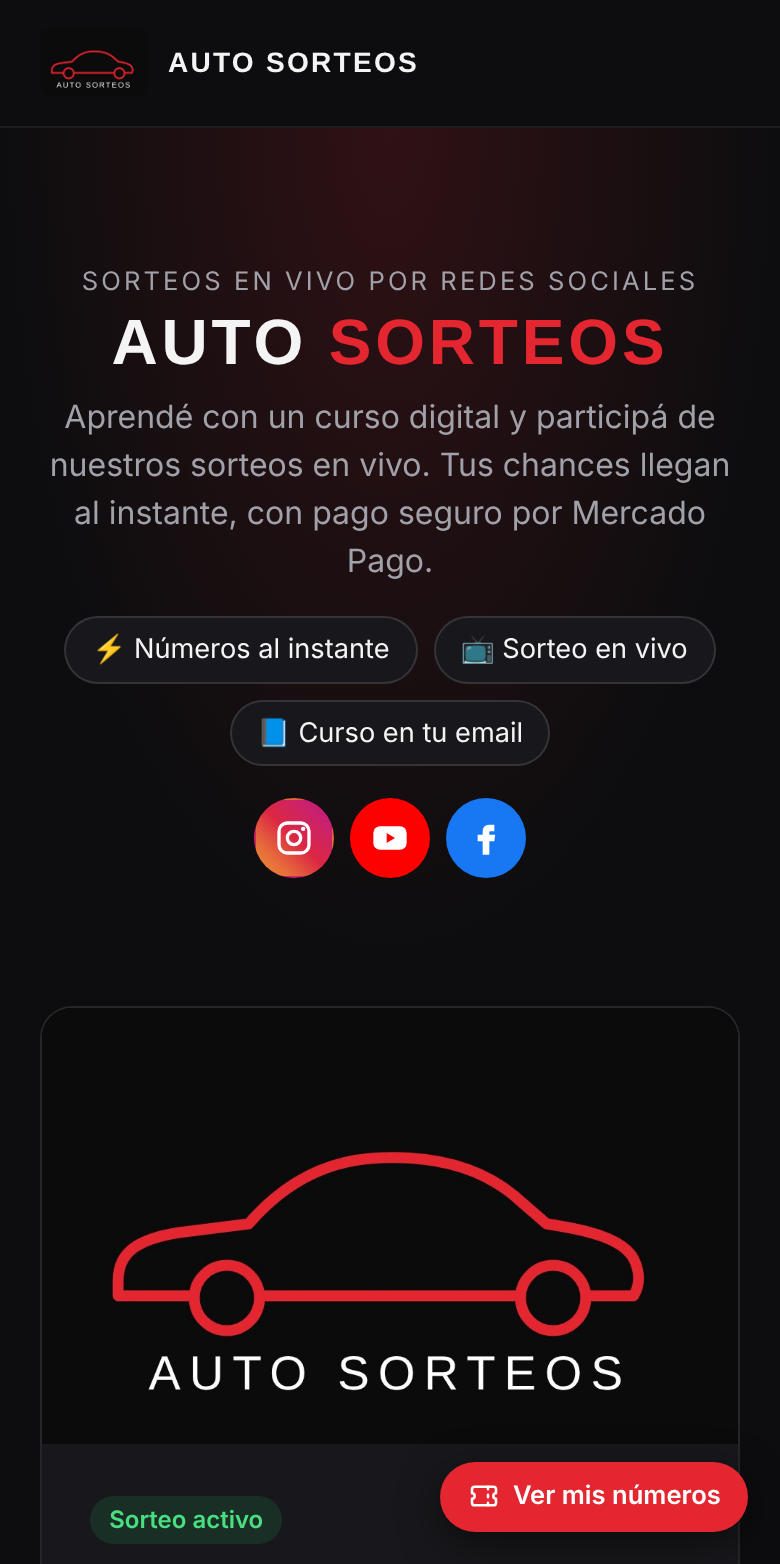 AUTO SORTEOS
AUTO SORTEOS
SORTEOS EN VIVO POR REDES SOCIALES
AUTO SORTEOS
Aprendé con un curso digital y participá de
nuestros sorteos en vivo. Tus chances llegan
al instante, con pago seguro por Mercado
Pago.
⚡ Números al instante
📺 Sorteo en vivo
📘 Curso en tu email
AUTO SORTEOS
Ver mis números
Sorteo activo